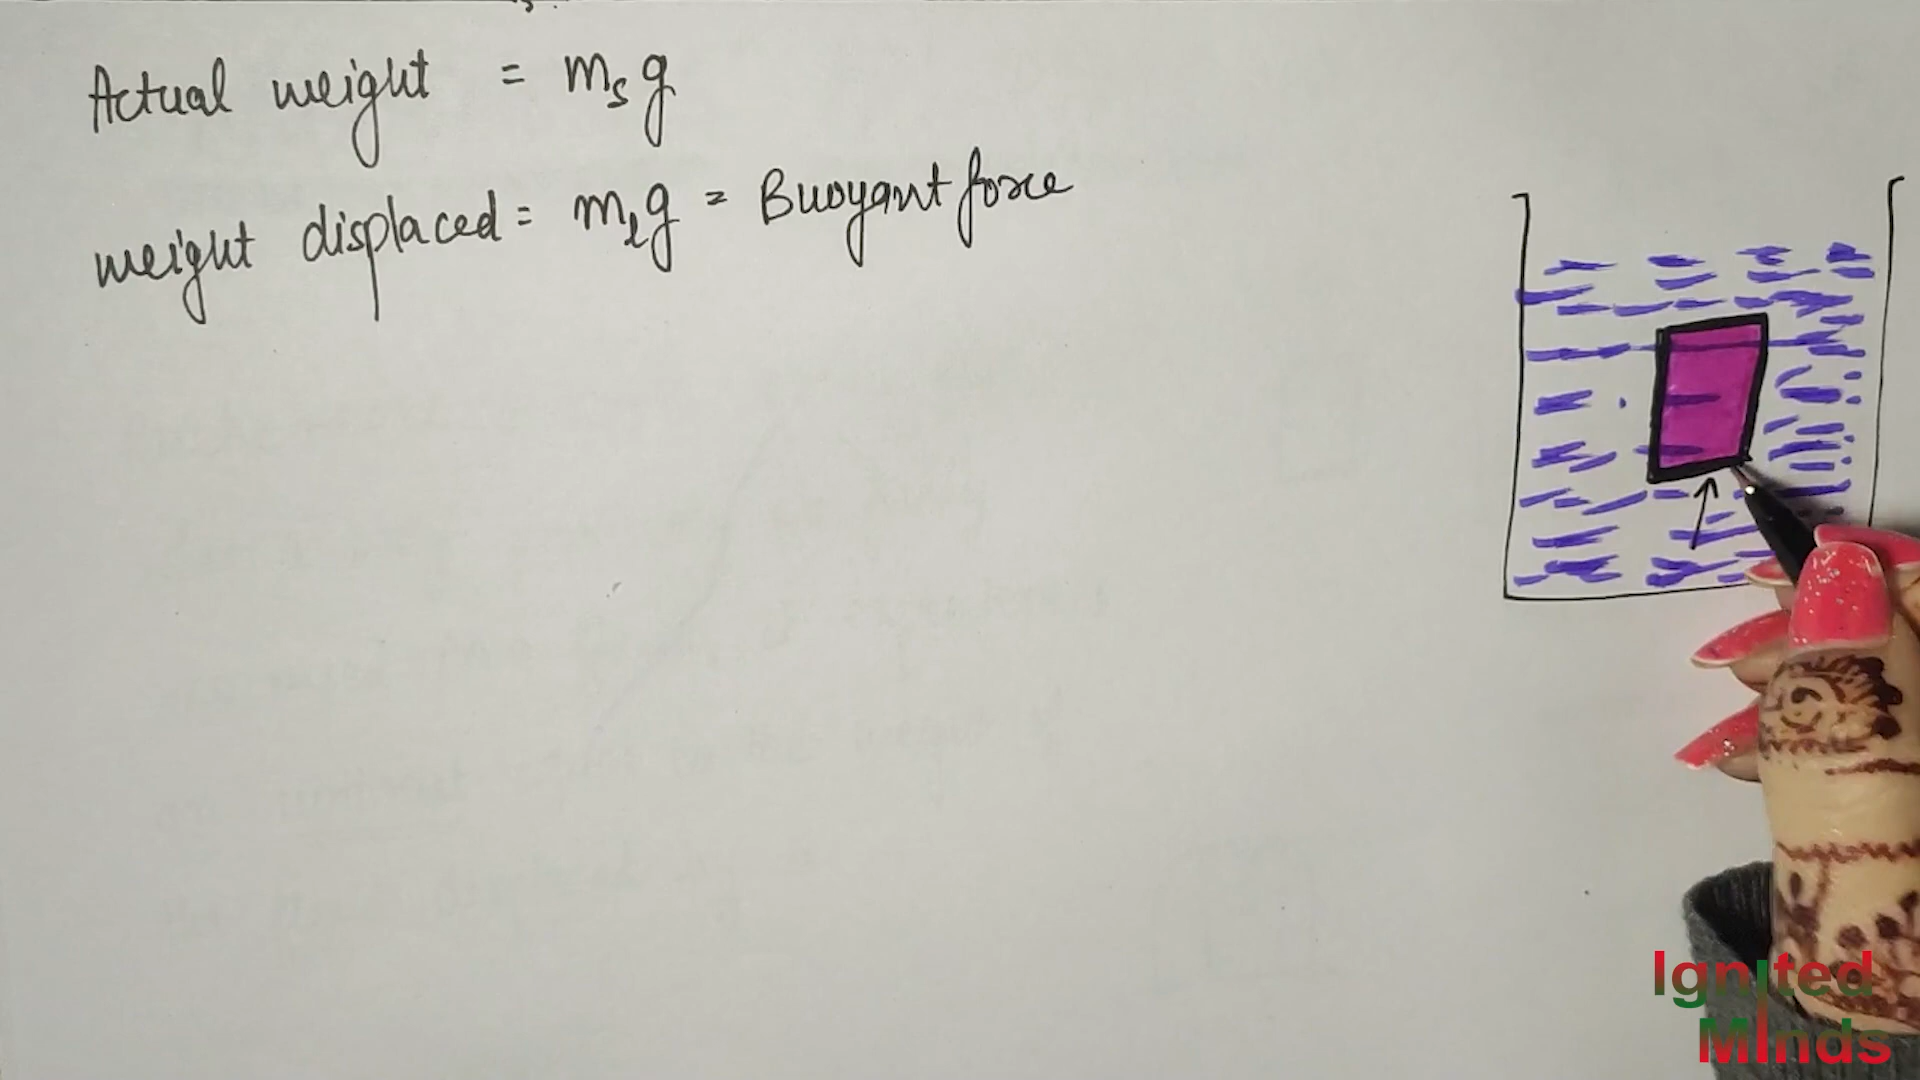 Actual weight = mₛg
weight displaced = mₗg = Buoyant force
Ignited
Minds